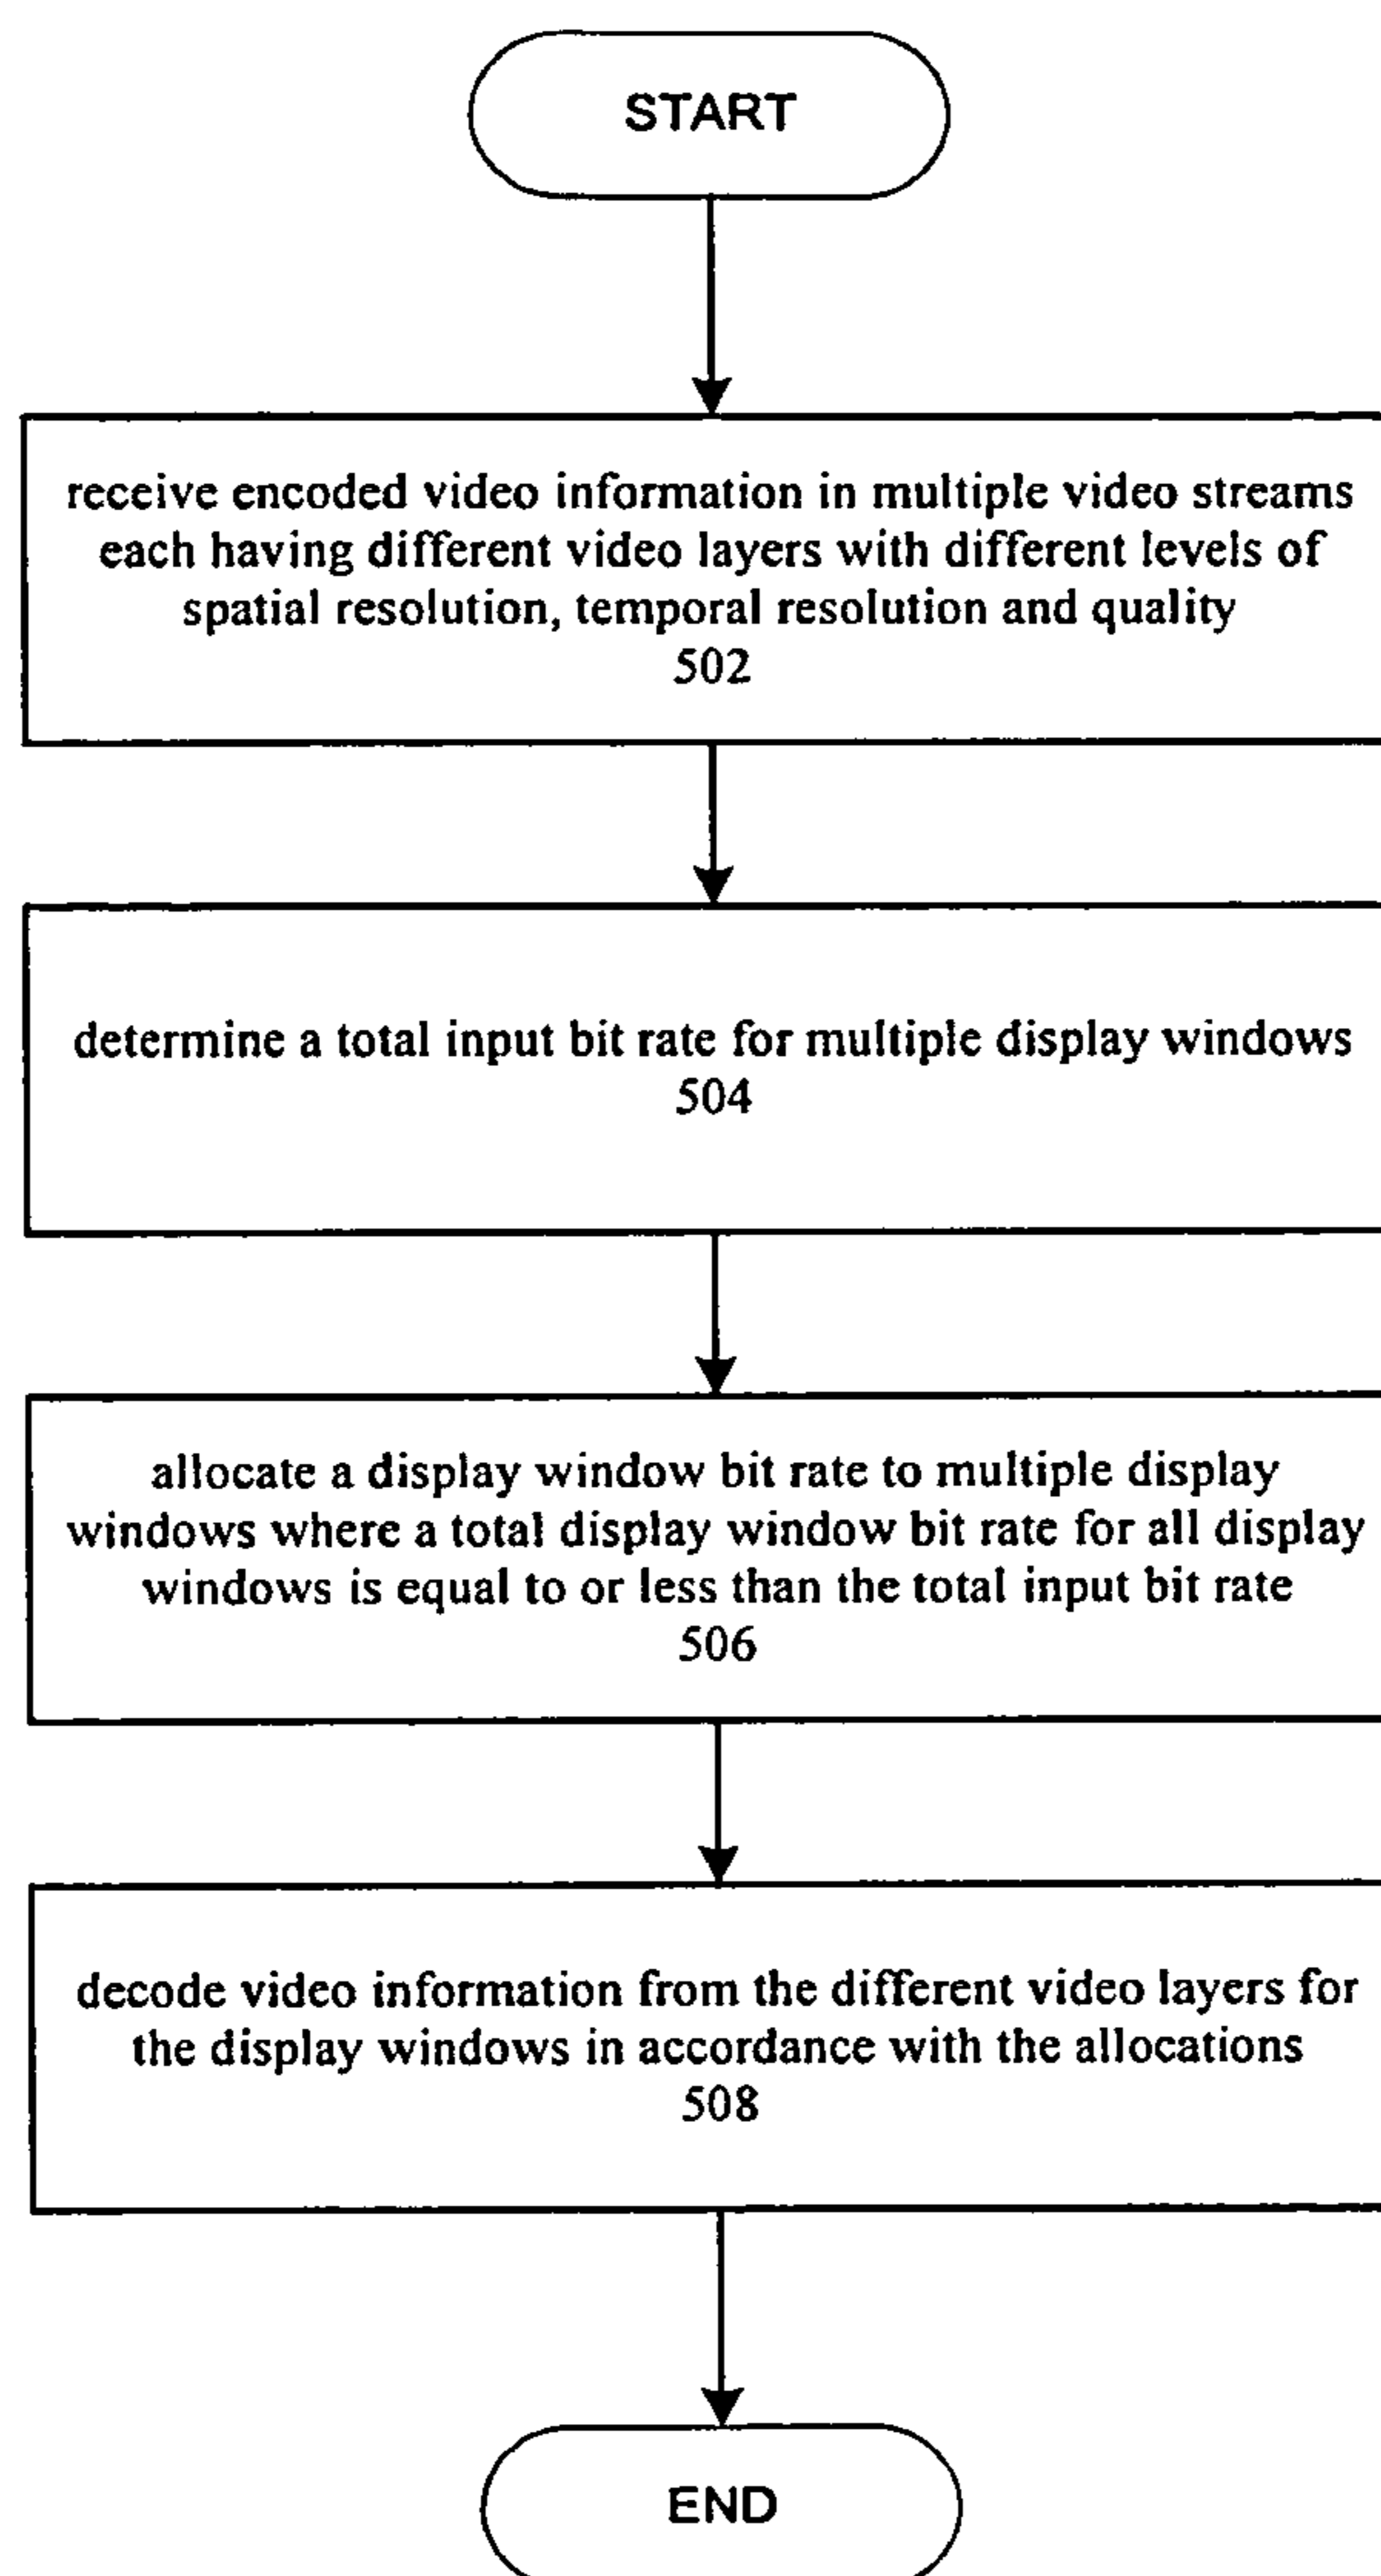 START
receive encoded video information in multiple video streams
each having different video layers with different levels of
spatial resolution, temporal resolution and quality
502
determine a total input bit rate for multiple display windows
504
allocate a display window bit rate to multiple display
windows where a total display window bit rate for all display
windows is equal to or less than the total input bit rate
506
decode video information from the different video layers for
the display windows in accordance with the allocations
508
END